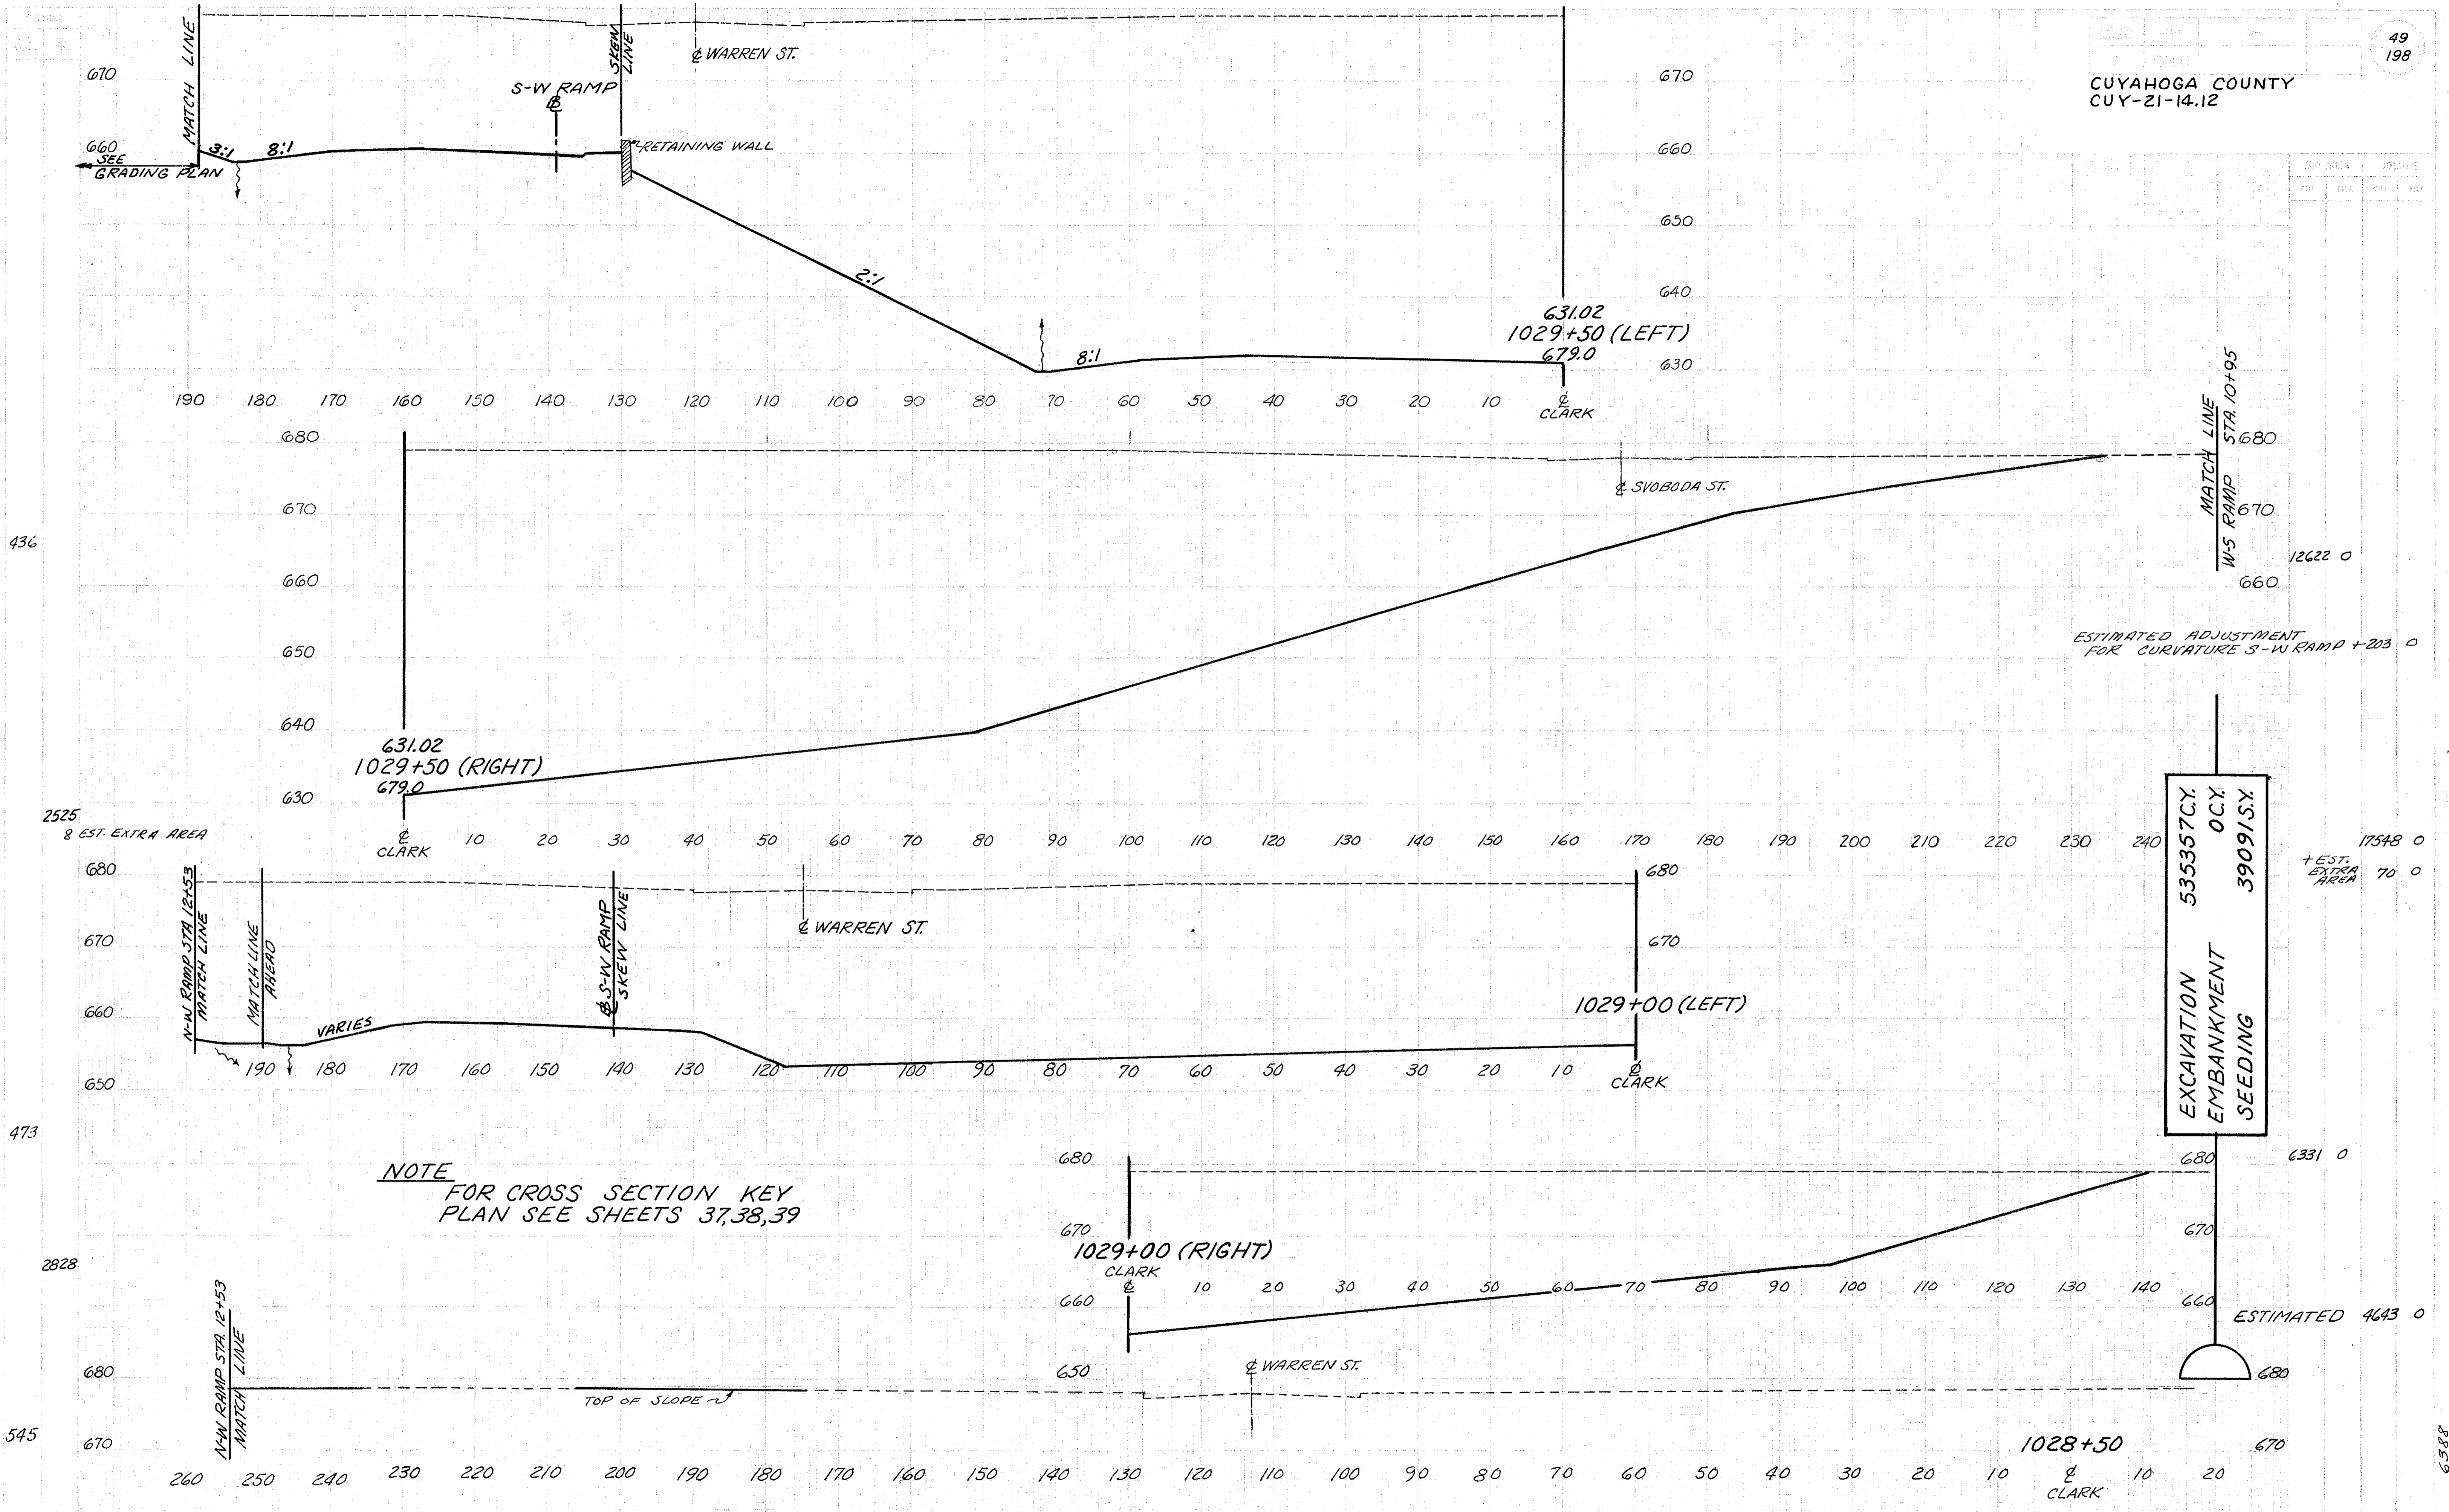 49
198
CUYAHOGA COUNTY
CUY-21-14.12
END AREA VOLUME
MATCH LINE
SKEW LINE
℄ WARREN ST.
S-W RAMP
670
660
3:1
8:1
SEE
GRADING PLAN
RETAINING WALL
2:1
8:1
670
660
650
640
630
631.02
1029+50 (LEFT)
679.0
190 180 170 160 150 140 130 120 110 100 90 80 70 60 50 40 30 20 10 ℄
CLARK
MATCH LINE
W-S RAMP STA. 10+95
680
670
660
680
670
660
650
640
630
℄ SVOBODA ST.
436
12622 0
ESTIMATED ADJUSTMENT
FOR CURVATURE S-W RAMP +203 0
631.02
1029+50 (RIGHT)
679.0
2525
8 EST. EXTRA AREA
℄ 10 20 30 40 50 60 70 80 90 100 110 120 130 140 150 160 170 180 190 200 210 220 230 240
CLARK
17548 0
+ EST.
EXTRA
AREA 70 0
EXCAVATION 535357 C.Y.
EMBANKMENT 0 C.Y.
SEEDING 39091 S.Y.
N-W RAMP STA 12+53
MATCH LINE
MATCH LINE
AHEAD
S-W RAMP
SKEW LINE
℄ WARREN ST.
680
670
660
650
VARIES
680
670
1029+00 (LEFT)
190 180 170 160 150 140 130 120 110 100 90 80 70 60 50 40 30 20 10 ℄
CLARK
473
6331 0
NOTE
FOR CROSS SECTION KEY
PLAN SEE SHEETS 37,38,39
680
670
660
650
1029+00 (RIGHT)
CLARK
℄ 10 20 30 40 50 60 70 80 90 100 110 120 130 140
680
670
660
2828
ESTIMATED 4643 0
N-W RAMP STA. 12+53
MATCH LINE
680
670
TOP OF SLOPE
℄ WARREN ST.
680
670
545
1028+50
6388
260 250 240 230 220 210 200 190 180 170 160 150 140 130 120 110 100 90 80 70 60 50 40 30 20 10 ℄ 10 20
CLARK